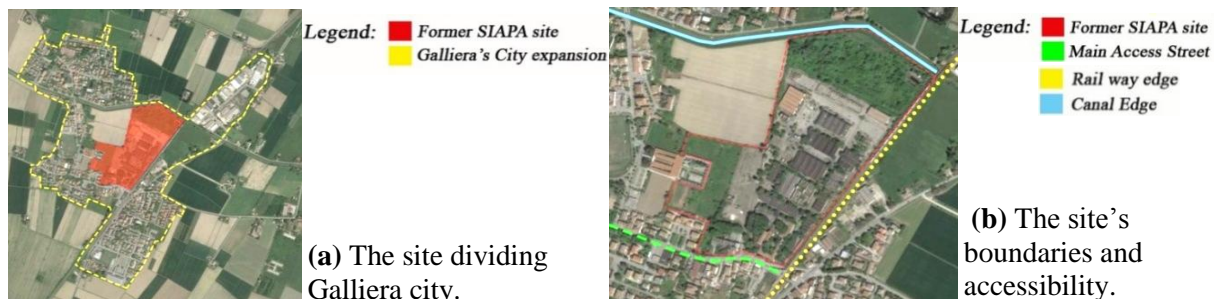 Legend:
Former SIAPA site
Galliera's City expansion
(a) The site dividing
Galliera city.
Legend:
Former SIAPA site
Main Access Street
Rail way edge
Canal Edge
(b) The site's
boundaries and
accessibility.